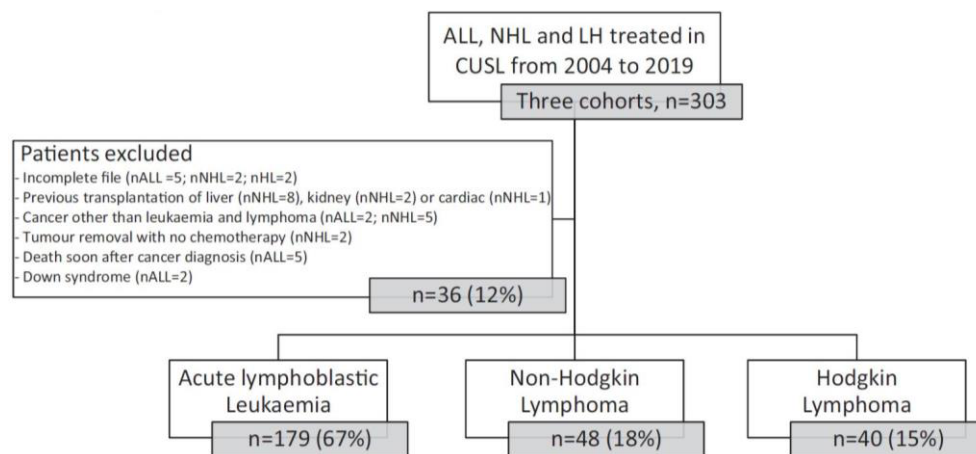 ALL, NHL and LH treated in
CUSL from 2004 to 2019
Three cohorts, n=303
Patients excluded
- Incomplete file (nALL =5; nNHL=2; nHL=2)
- Previous transplantation of liver (nNHL=8), kidney (nNHL=2) or cardiac (nNHL=1)
- Cancer other than leukaemia and lymphoma (nALL=2; nNHL=5)
- Tumour removal with no chemotherapy (nNHL=2)
- Death soon after cancer diagnosis (nALL=5)
- Down syndrome (nALL=2)
n=36 (12%)
Acute lymphoblastic
Leukaemia
n=179 (67%)
Non-Hodgkin
Lymphoma
n=48 (18%)
Hodgkin
Lymphoma
n=40 (15%)